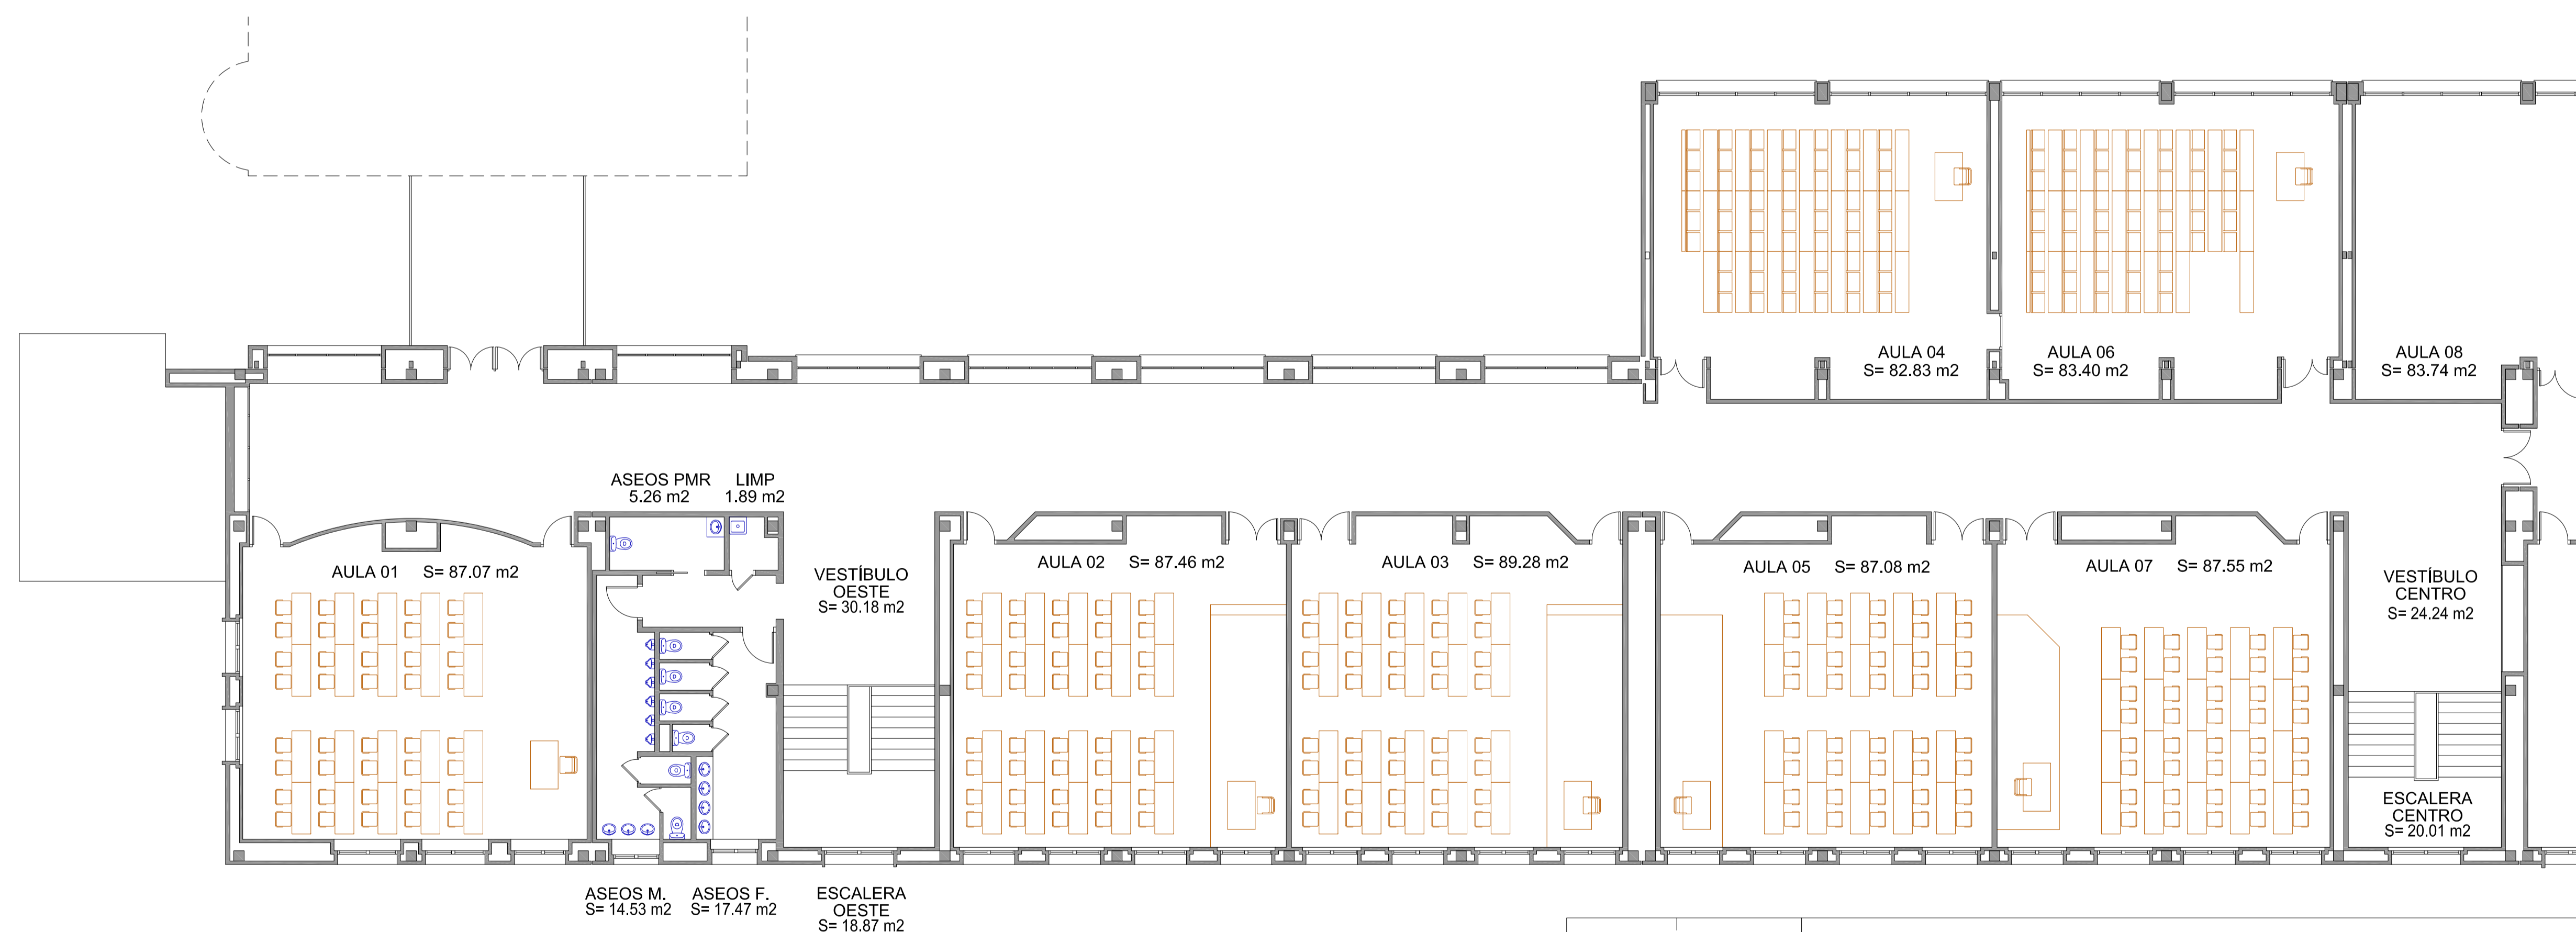 AULA 04
S= 82.83 m2
AULA 06
S= 83.40 m2
AULA 08
S= 83.74 m2
ASEOS PMR
5.26 m2
LIMP
1.89 m2
AULA 01 S= 87.07 m2
VESTÍBULO
OESTE
S= 30.18 m2
AULA 02 S= 87.46 m2
AULA 03 S= 89.28 m2
AULA 05 S= 87.08 m2
AULA 07 S= 87.55 m2
VESTÍBULO
CENTRO
S= 24.24 m2
ESCALERA
CENTRO
S= 20.01 m2
ASEOS M.
S= 14.53 m2
ASEOS F.
S= 17.47 m2
ESCALERA
OESTE
S= 18.87 m2